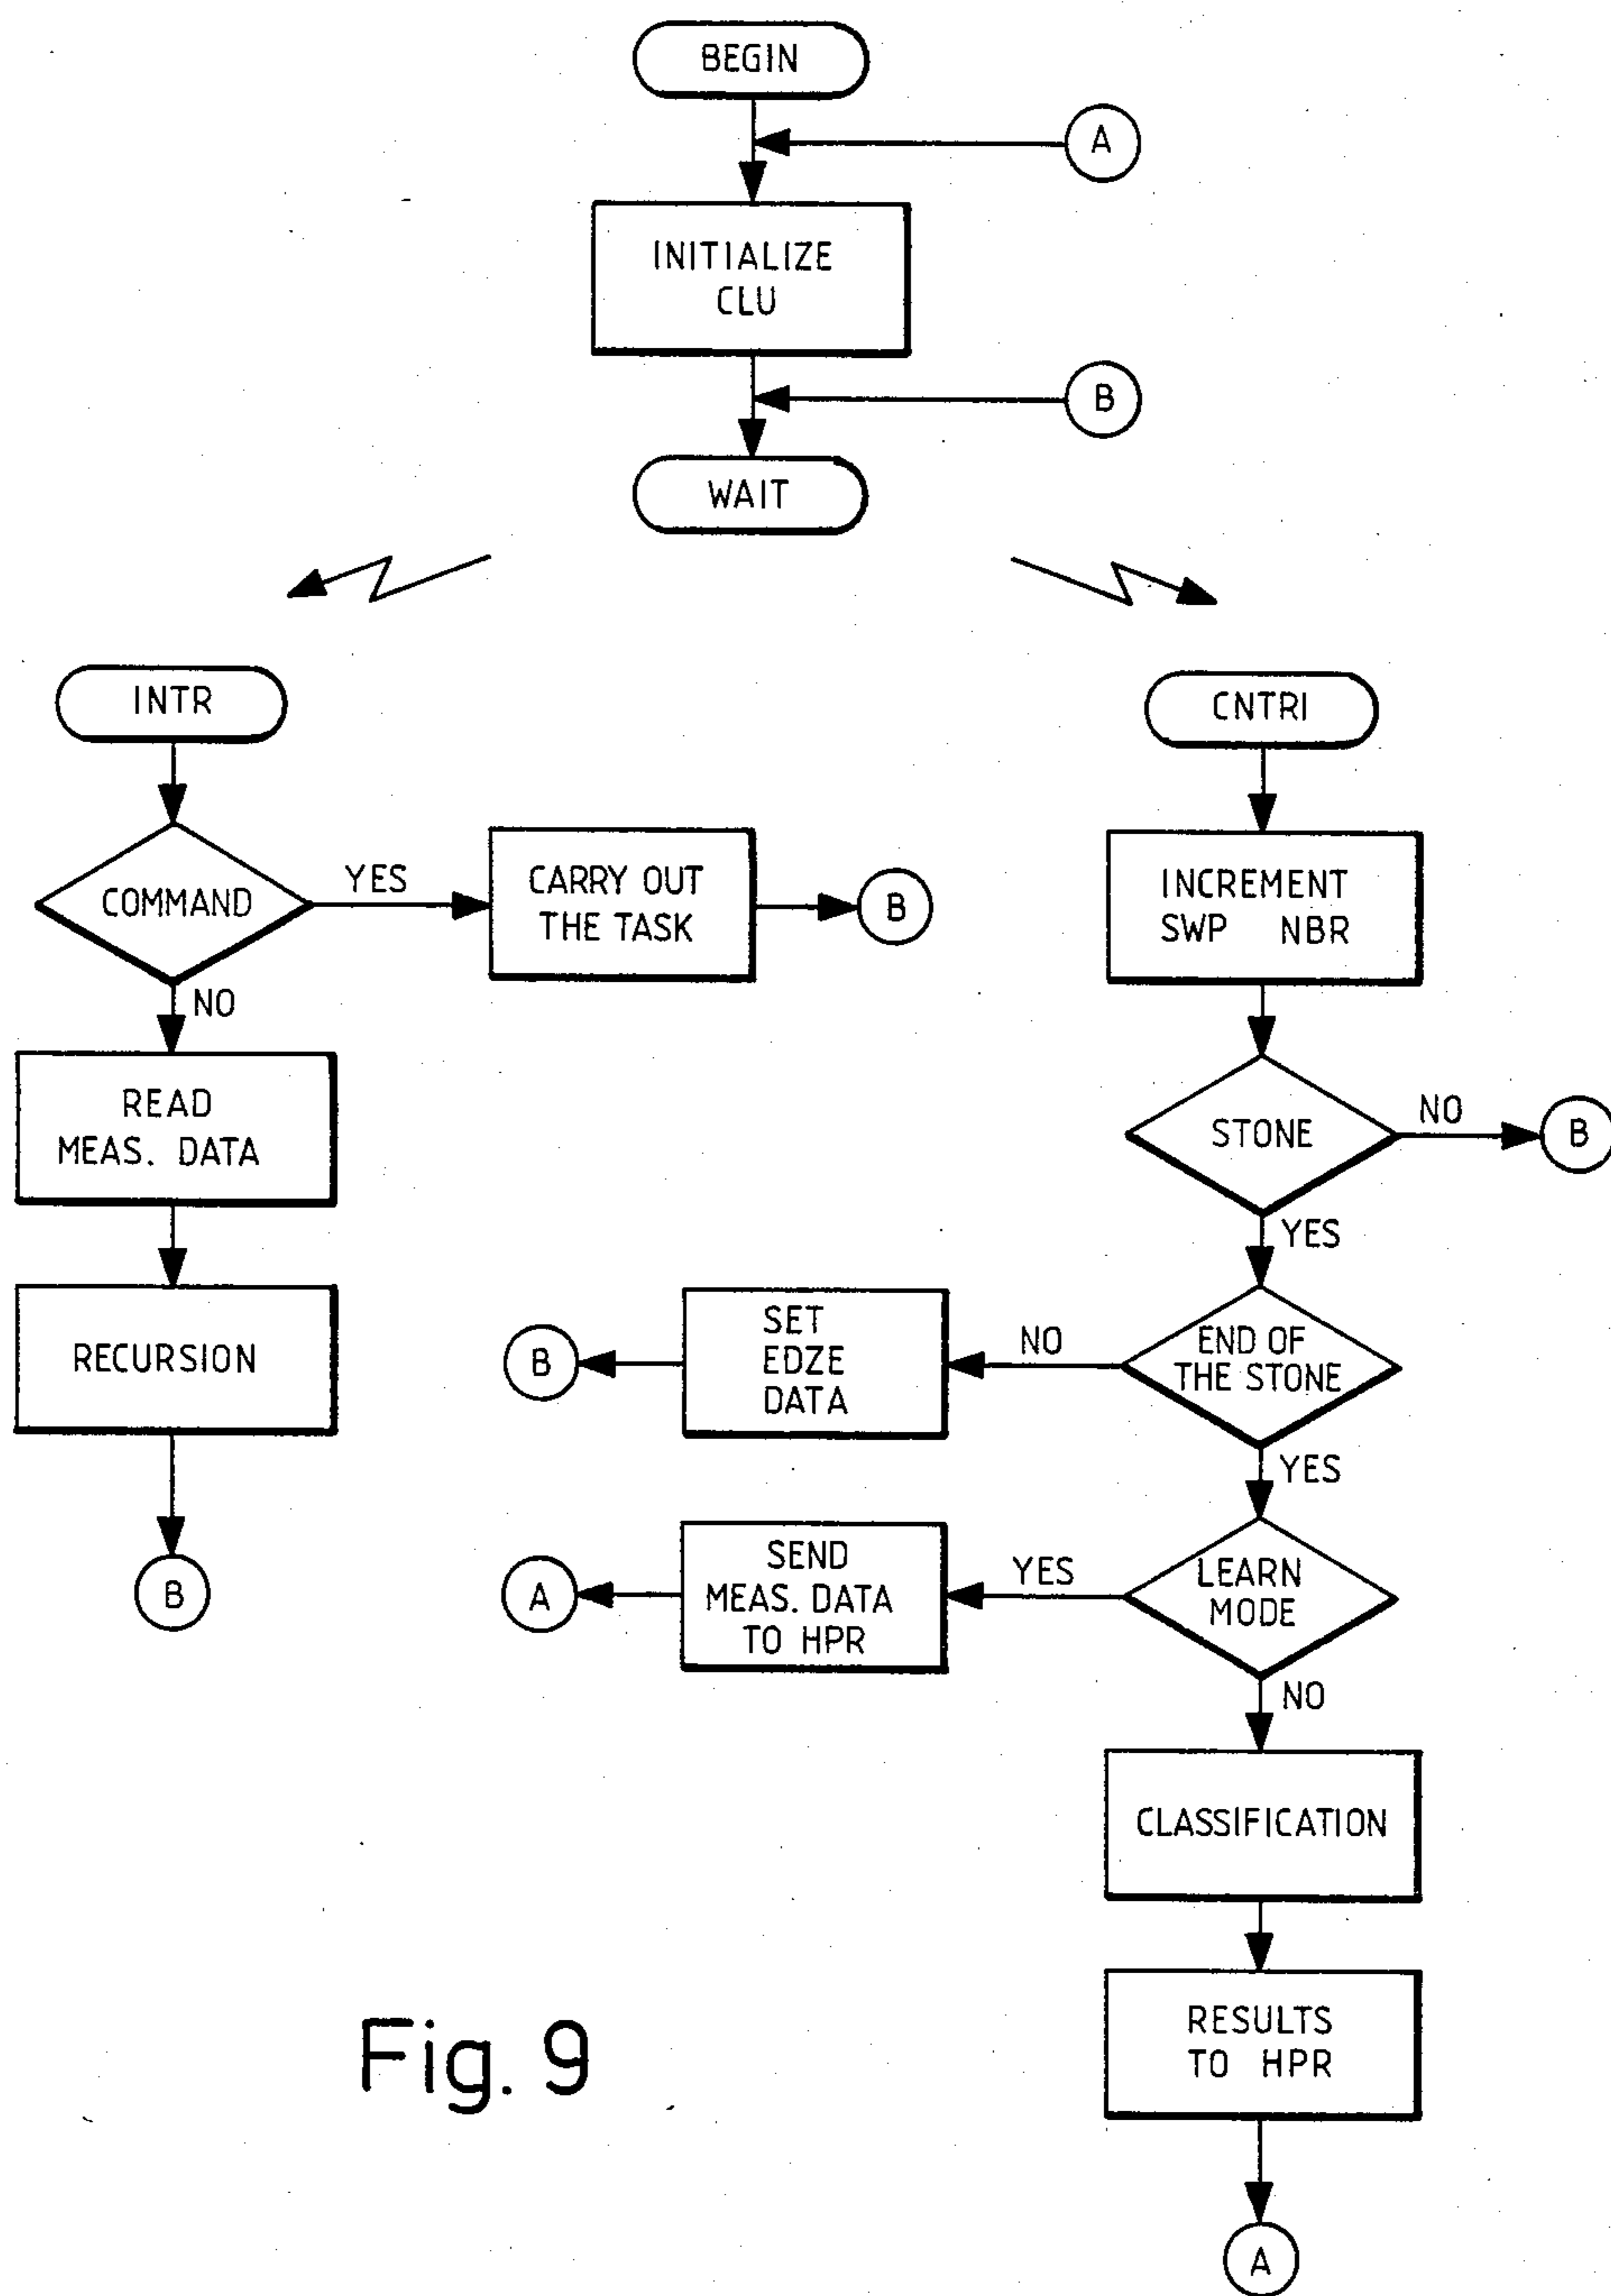 BEGIN
A
INITIALIZE
CLU
B
WAIT
INTR
CNTRI
COMMAND
YES
CARRY OUT
THE TASK
B
INCREMENT
SWP NBR
NO
READ
MEAS. DATA
STONE
NO
B
YES
RECURSION
B
SET
EDZE
DATA
NO
END OF
THE STONE
YES
B
A
SEND
MEAS. DATA
TO HPR
YES
LEARN
MODE
NO
CLASSIFICATION
RESULTS
TO HPR
A
Fig. 9